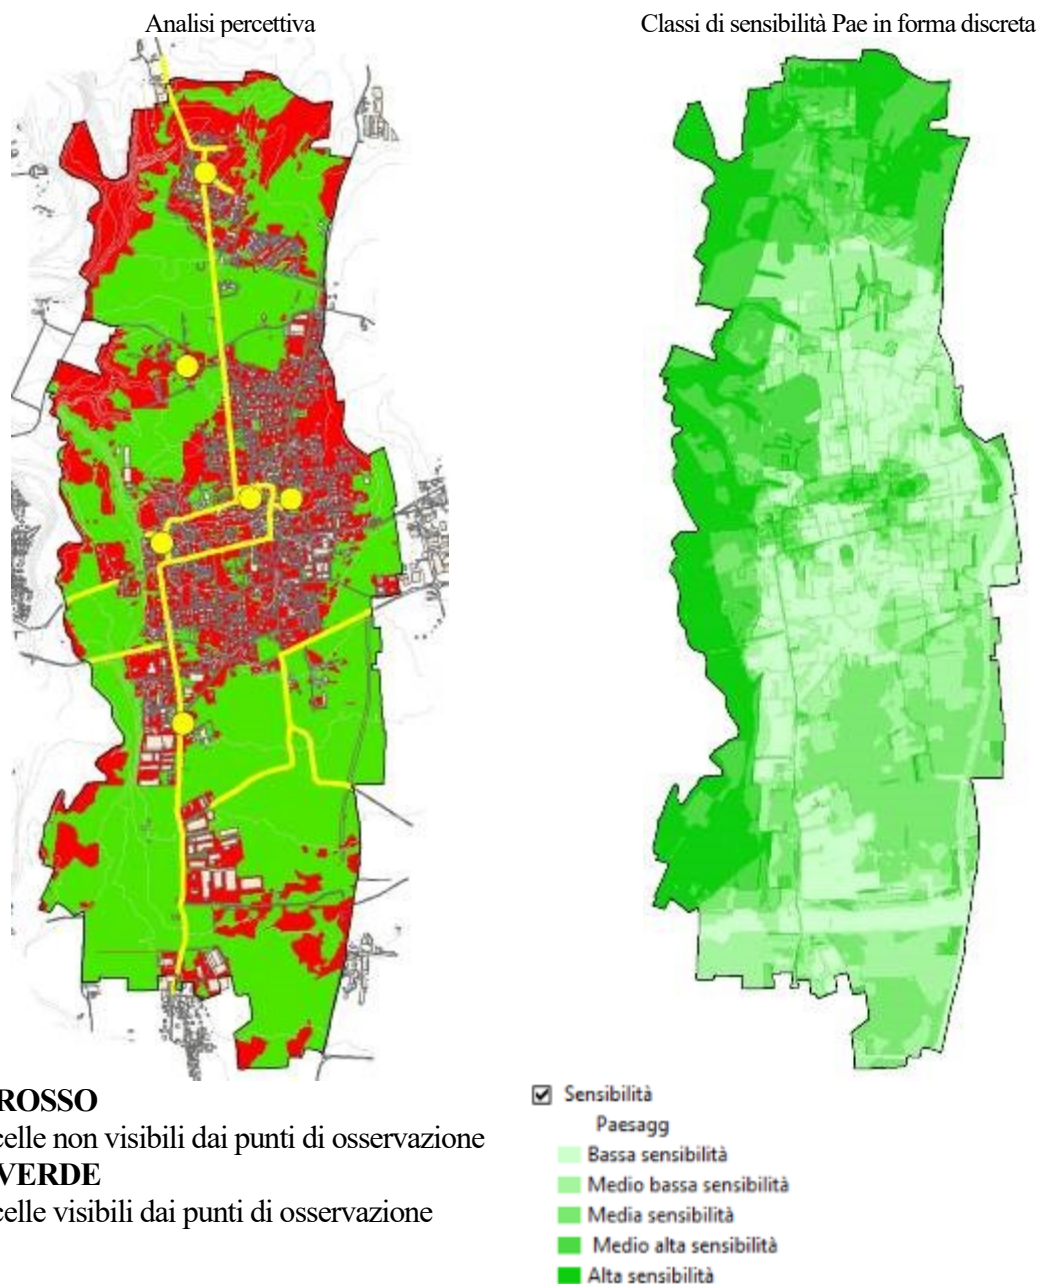 Analisi percettiva
Classi di sensibilità Pae in forma discreta
ROSSO
celle non visibili dai punti di osservazione
VERDE
celle visibili dai punti di osservazione
Sensibilità
Paesagg
Bassa sensibilità
Medio bassa sensibilità
Media sensibilità
Medio alta sensibilità
Alta sensibilità